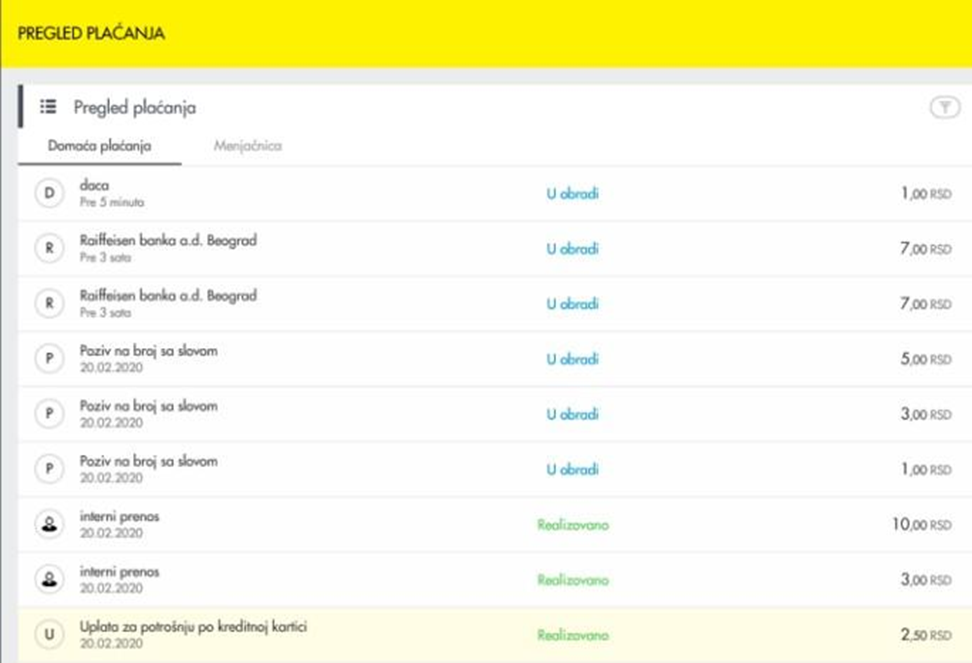 PREGLED PLAĆANJA
Pregled plaćanja
Domaća plaćanja Menjačnica
D daca U obradi 1,00 RSD
Pre 5 minuta
R Raiffeisen banka a.d. Beograd U obradi 7,00 RSD
Pre 3 sata
R Raiffeisen banka a.d. Beograd U obradi 7,00 RSD
Pre 3 sata
P Poziv na broj sa slovom U obradi 5,00 RSD
20.02.2020
P Poziv na broj sa slovom U obradi 3,00 RSD
20.02.2020
P Poziv na broj sa slovom U obradi 1,00 RSD
20.02.2020
interni prenos Realizovano 10,00 RSD
20.02.2020
interni prenos Realizovano 3,00 RSD
20.02.2020
U Uplata za potrošnju po kreditnoj kartici Realizovano 2,50 RSD
20.02.2020